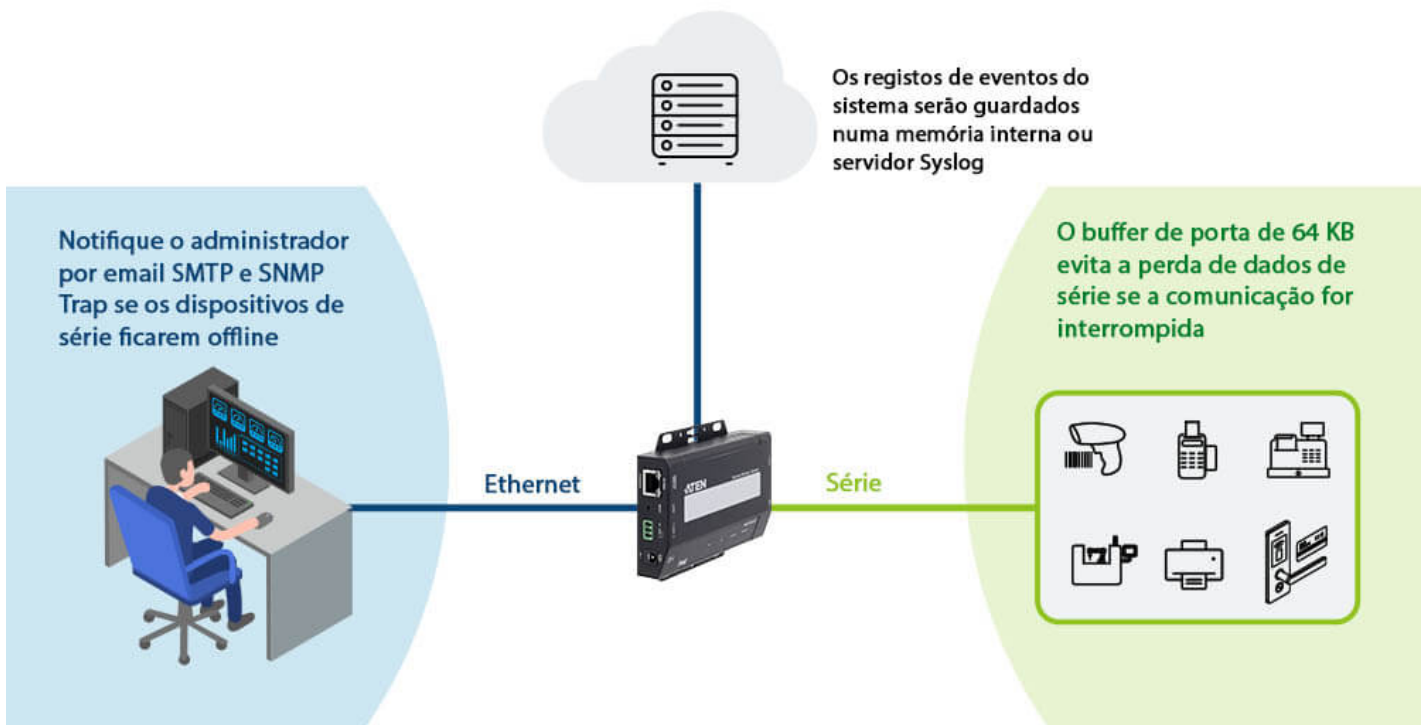 Os registos de eventos do
sistema serão guardados
numa memória interna ou
servidor Syslog
Notifique o administrador
por email SMTP e SNMP
Trap se os dispositivos de
série ficarem offline
O buffer de porta de 64 KB
evita a perda de dados de
série se a comunicação for
interrompida
Ethernet
ATEN
Série